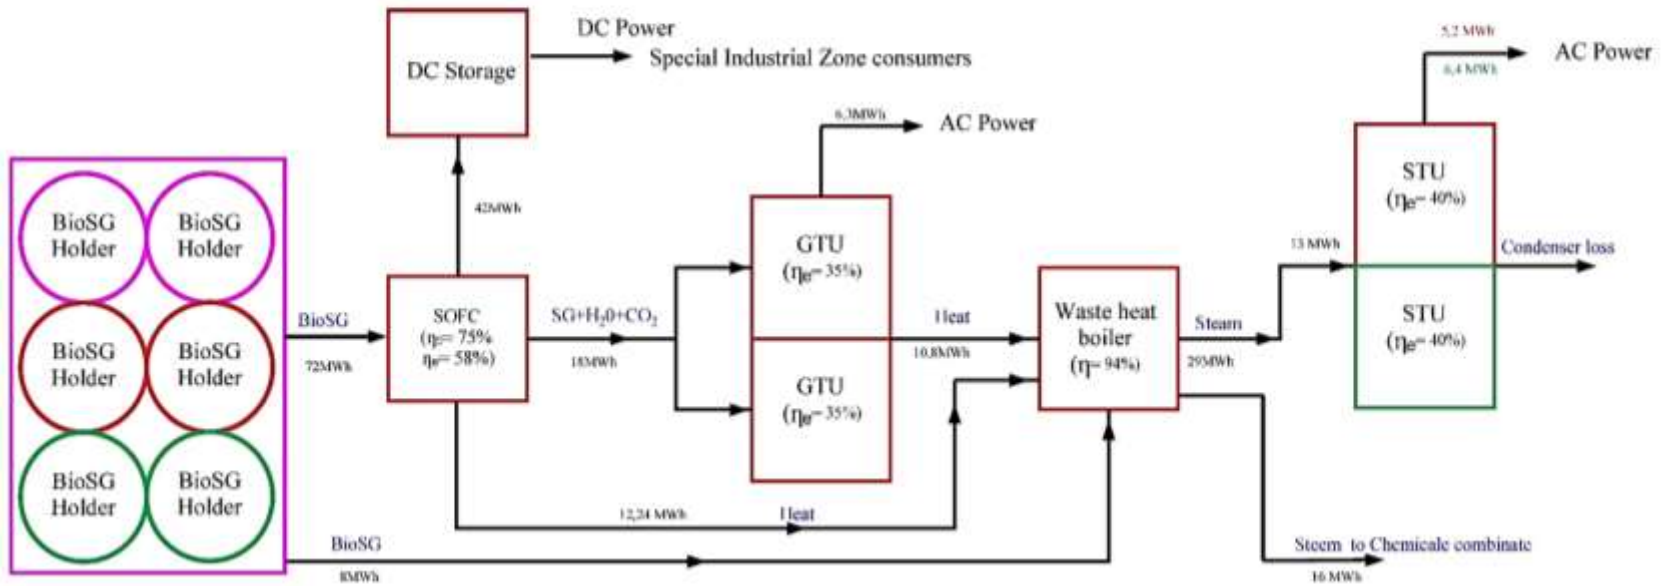 DC Power
DC Storage
Special Industrial Zone consumers
5,2 MWh
6,4 MWh
AC Power
6,3MWh
AC Power
BioSG
Holder
BioSG
Holder
42MWh
STU
(ηe= 40%)
GTU
(ηe= 35%)
13 MWh
Condenser loss
BioSG
72MWh
SOFC
= 75%
ηe= 58%)
SG+H20+CO2
18MWh
Heat
10,8MWh
Waste heat
boiler
(η= 94%)
Steam
29MWh
STU
(ηe= 40%)
BioSG
Holder
BioSG
Holder
GTU
(ηe= 35%)
BioSG
Holder
BioSG
Holder
12,24 MWh
Heat
BioSG
8MWh
Steem to Chemicale combinate
16 MWh